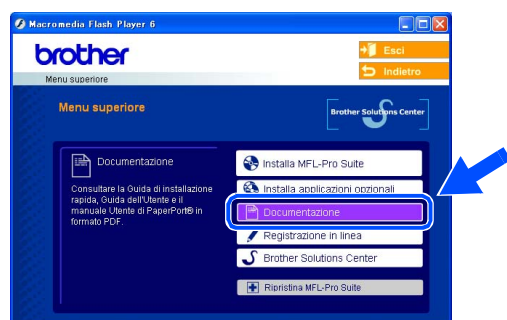 Macromedia Flash Player 6
brother
Esci
Indietro
Menu superiore
Menu superiore
Brother Solutions Center
Documentazione
Consultare la Guida di installazione
rapida, Guida dell'Utente e il
manuale Utente di PaperPort® in
formato PDF.
Installa MFL-Pro Suite
Installa applicazioni opzionali
Documentazione
Registrazione in linea
Brother Solutions Center
Ripristina MFL-Pro Suite